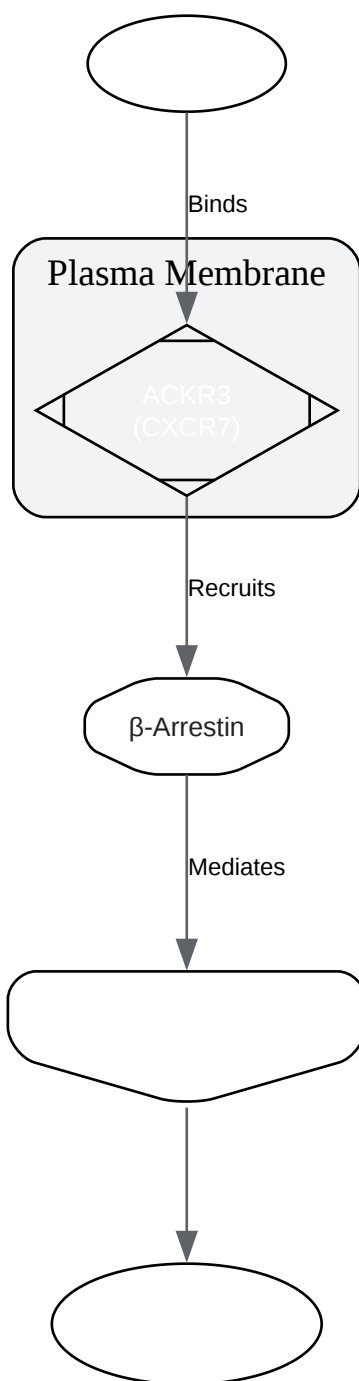 Binds
Plasma Membrane
ACKR3
(CXCR7)
Recruits
β-Arrestin
Mediates